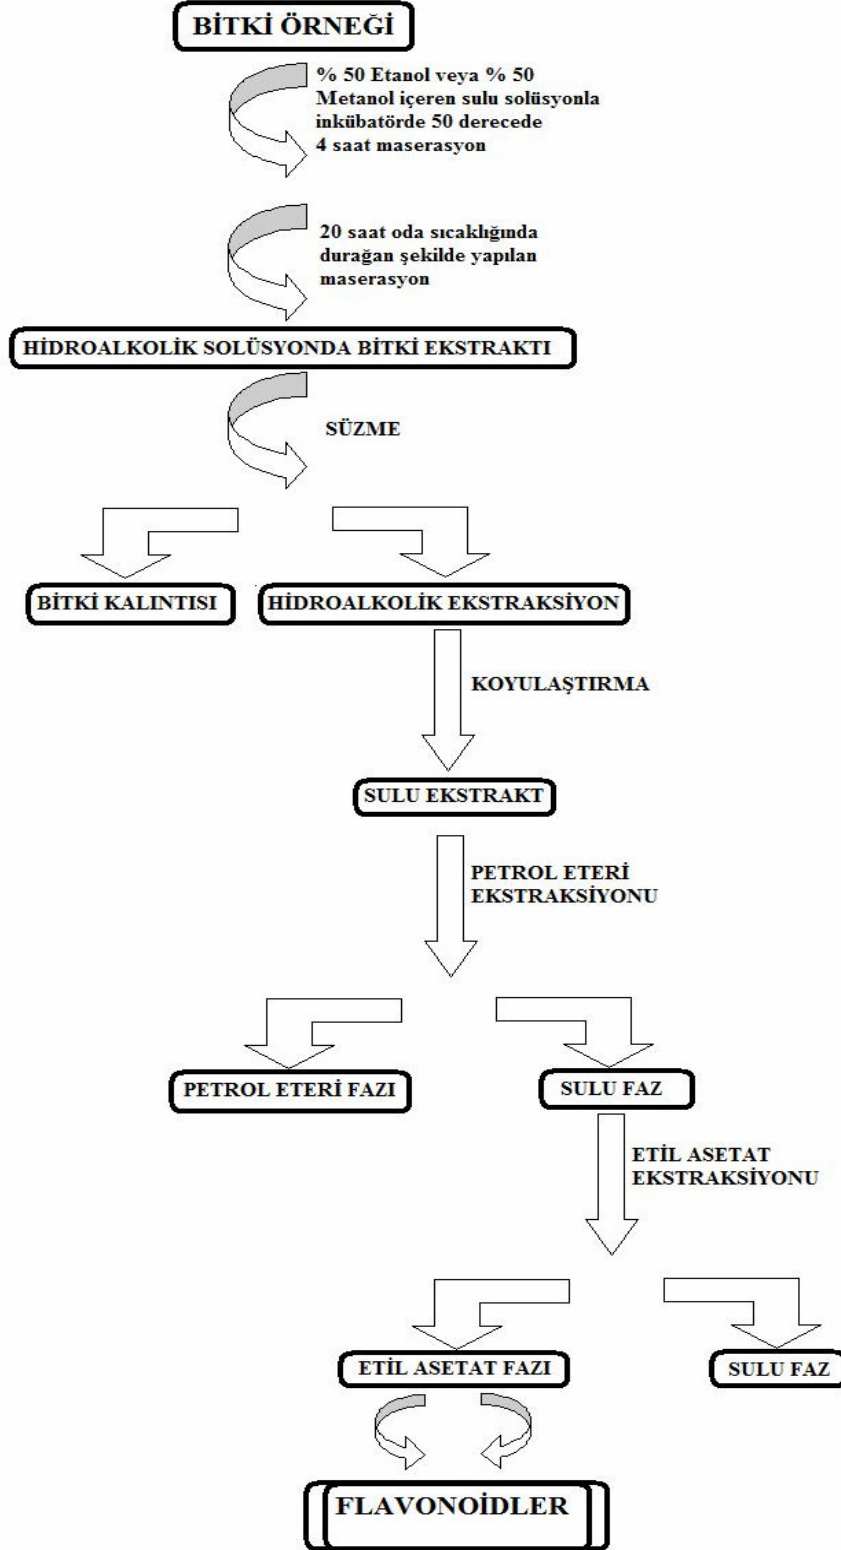 BİTKİ ÖRNEĞİ
% 50 Etanol veya % 50
Metanol içeren sulu solüsyonla
inkübatörde 50 derecede
4 saat maserasyon
20 saat oda sıcaklığında
durağan şekilde yapılan
maserasyon
HİDROALKOLİK SOLÜSYONDA BİTKİ EKSTRAKTI
SÜZME
BİTKİ KALINTISI
HİDROALKOLİK EKSTRAKSİYON
KOYULAŞTIRMA
SULU EKSTRAKT
PETROL ETERİ
EKSTRAKSİYONU
PETROL ETERİ FAZI
SULU FAZ
ETİL ASETAT
EKSTRAKSİYONU
ETİL ASETAT FAZI
SULU FAZ
FLAVONOİDLER